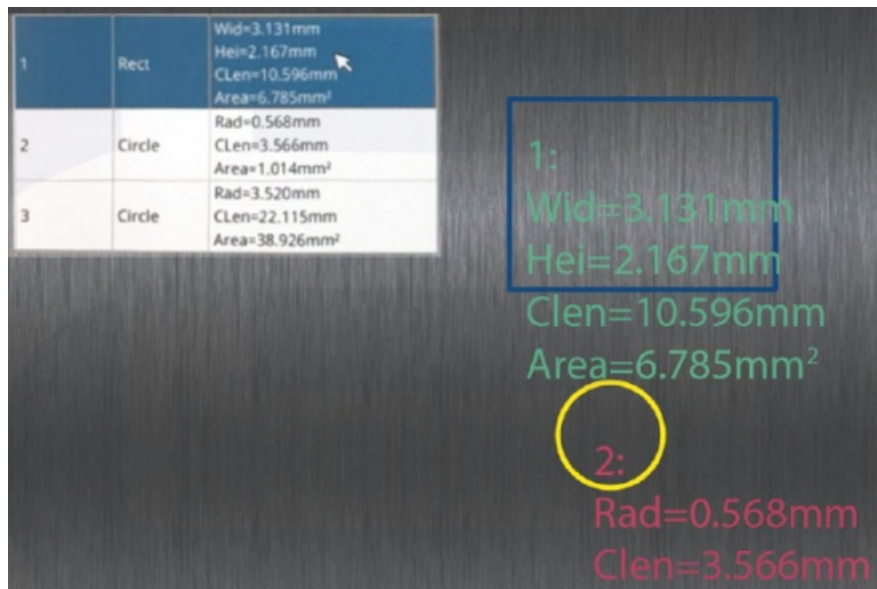 1 Rect Wid=3.131mm
Hei=2.167mm
CLen=10.596mm
Area=6.785mm²
2 Circle Rad=0.568mm
CLen=3.566mm
Area=1.014mm²
3 Circle Rad=3.520mm
CLen=22.115mm
Area=38.926mm²
1:
Wid=3.131mm
Hei=2.167mm
Clen=10.596mm
Area=6.785mm²
2:
Rad=0.568mm
Clen=3.566mm